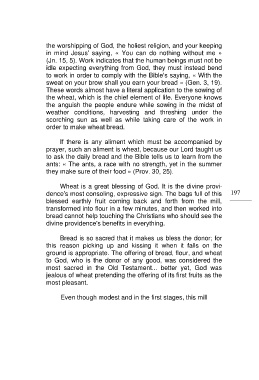 the worshipping of God, the holiest religion, and your keeping
in mind Jesus' saying, « You can do nothing without me »
(Jn. 15, 5). Work indicates that the human beings must not be
idle expecting everything from God, they must instead bend
to work in order to comply with the Bible's saying, « With the
sweat on your brow shall you earn your bread » (Gen. 3, 19).
These words almost have a literal application to the sowing of
the wheat, which is the chief element of life. Everyone knows
the anguish the people endure while sowing in the midst of
weather conditions, harvesting and threshing under the
scorching sun as well as while taking care of the work in
order to make wheat bread.
If there is any ailment which must be accompanied by
prayer, such an ailment is wheat, because our Lord taught us
to ask the daily bread and the Bible tells us to learn from the
ants: « The ants, a race with no strength, yet in the summer
they make sure of their food » (Prov. 30, 25).
Wheat is a great blessing of God. It is the divine provi-
dence's most consoling, expressive sign. The bags full of this
blessed earthly fruit coming back and forth from the mill,
transformed into flour in a few minutes, and then worked into
bread cannot help touching the Christians who should see the
divine providence's benefits in everything.
197
Bread is so sacred that it makes us bless the donor; for
this reason picking up and kissing it when it falls on the
ground is appropriate. The offering of bread, flour, and wheat
to God, who is the donor of any good, was considered the
most sacred in the Old Testament... better yet, God was
jealous of wheat pretending the offering of its first fruits as the
most pleasant.
Even though modest and in the first stages, this mill